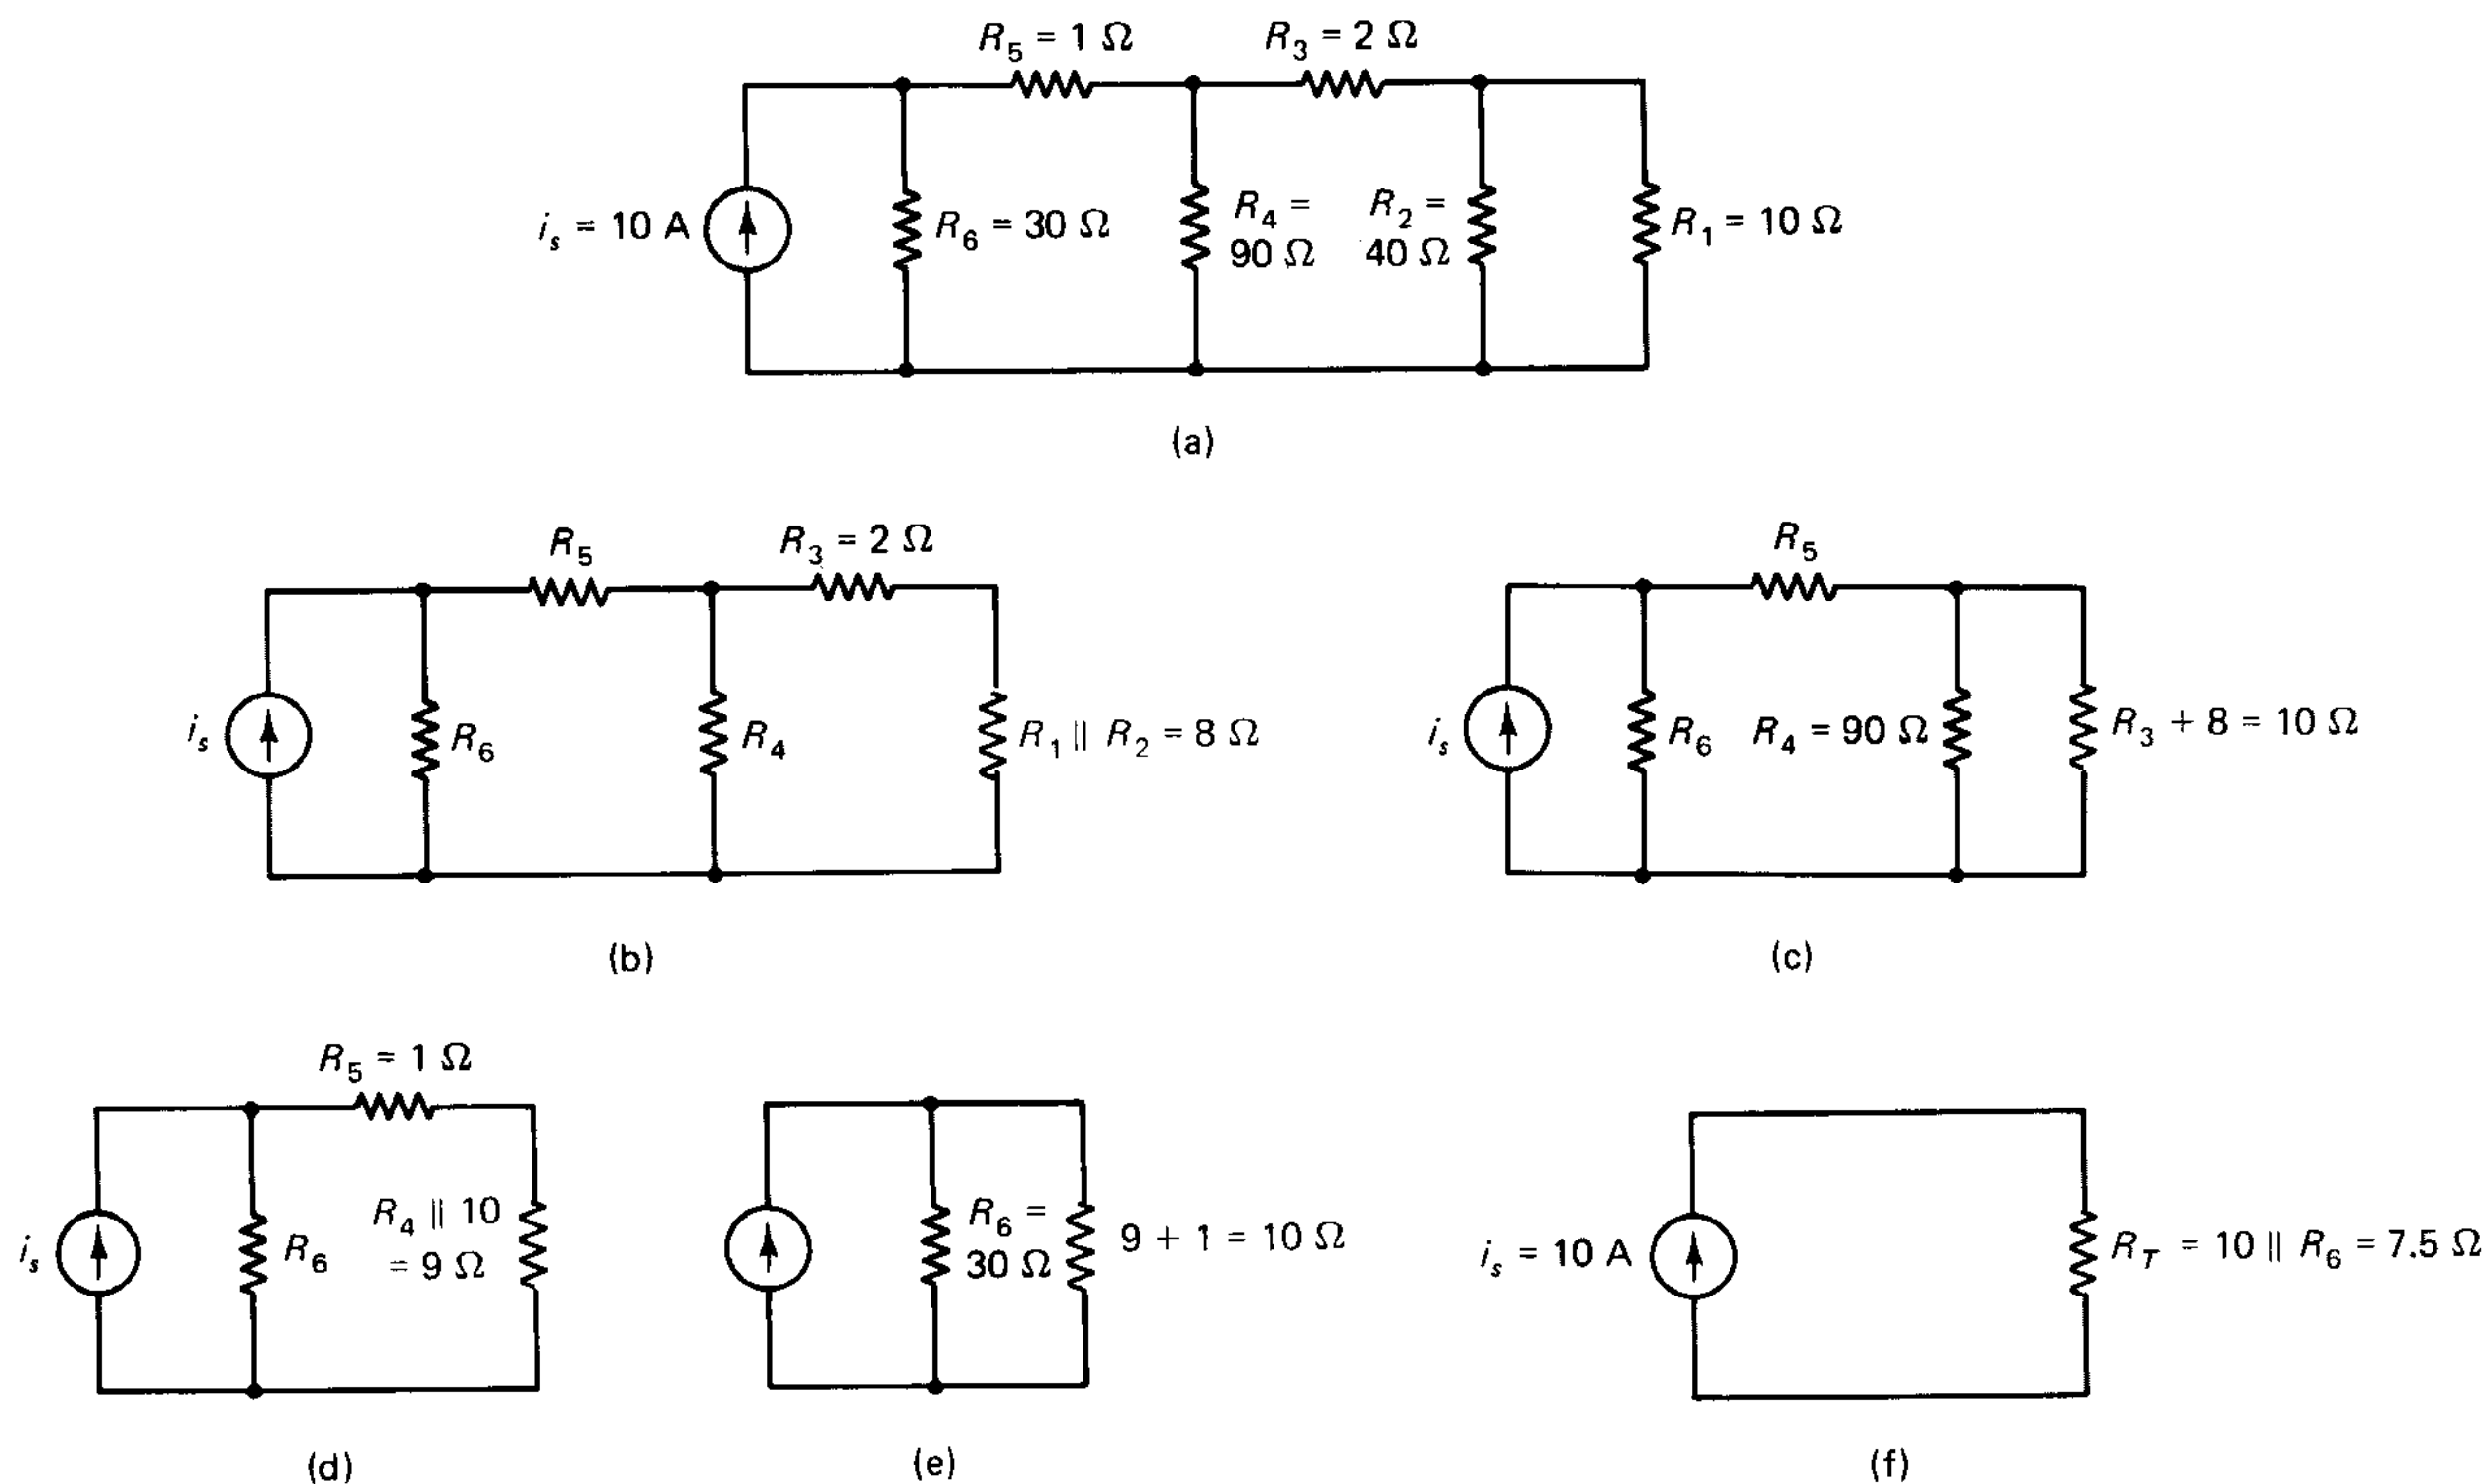 R₅ = 1 Ω
R₃ = 2 Ω
iₛ = 10 A
R₆ = 30 Ω
R₄ =
90 Ω
R₂ =
40 Ω
R₁ = 10 Ω
(a)
R₅
R₃ = 2 Ω
iₛ
R₆
R₄
R₁ || R₂ = 8 Ω
(b)
R₅
iₛ
R₆
R₄ = 90 Ω
R₃ + 8 = 10 Ω
(c)
R₅ = 1 Ω
iₛ
R₆
R₄ || 10
= 9 Ω
(d)
R₆ =
30 Ω
9 + 1 = 10 Ω
(e)
iₛ = 10 A
R_T = 10 || R₆ = 7.5 Ω
(f)